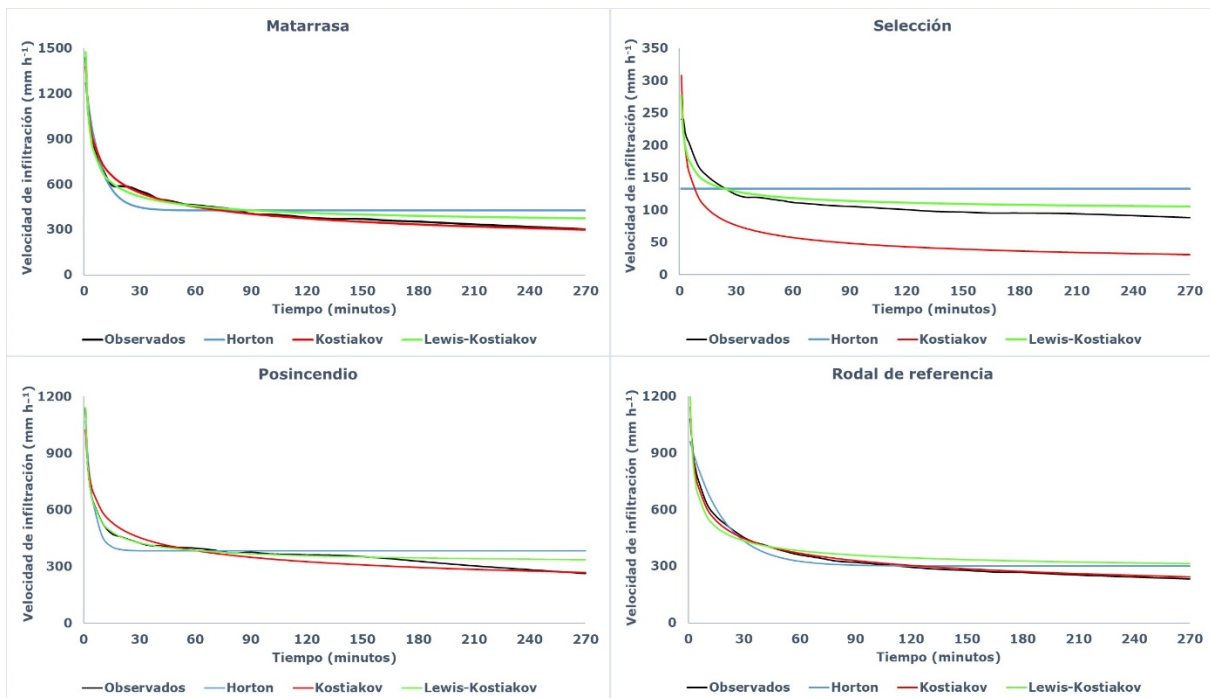 Matarrasa
Velocidad de infiltración (mm h⁻¹)
1500
1200
900
600
300
0
0 30 60 90 120 150 180 210 240 270
Tiempo (minutos)
Observados Horton Kostiakov Lewis-Kostiakov
Selección
Velocidad de infiltración (mm h⁻¹)
350
300
250
200
150
100
50
0
0 30 60 90 120 150 180 210 240 270
Tiempo (minutos)
Observados Horton Kostiakov Lewis-Kostiakov
Posincendio
Velocidad de infiltración (mm h⁻¹)
1200
900
600
300
0
0 30 60 90 120 150 180 210 240 270
Tiempo (minutos)
Observados Horton Kostiakov Lewis-Kostiakov
Rodal de referencia
Velocidad de infiltración (mm h⁻¹)
1200
900
600
300
0
0 30 60 90 120 150 180 210 240 270
Tiempo (minutos)
Observados Horton Kostiakov Lewis-Kostiakov